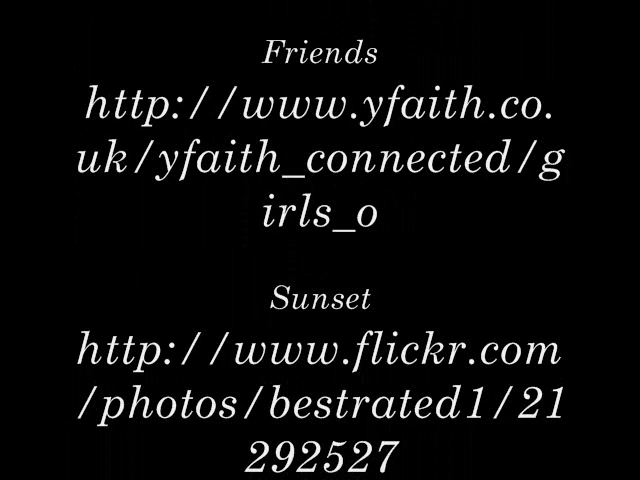 Friends
http://www.yfaith.co.
uk/yfaith_connected/g
irls_o
Sunset
http://www.flickr.com
/photos/bestrated1/21
292527